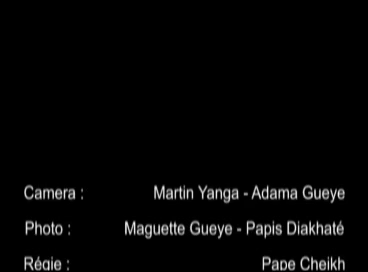 Camera : Martin Yanga - Adama Gueye
Photo : Maguette Gueye - Papis Diakhaté
Régie : Pape Cheikh